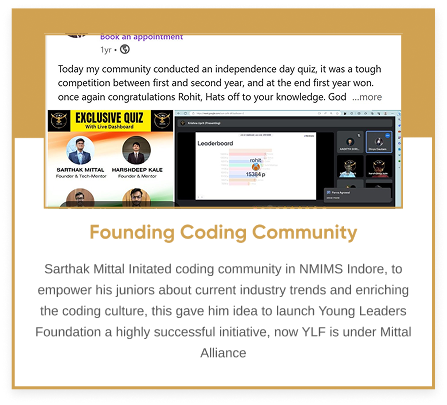 Book an appointment
1yr •
Today my community conducted an independence day quiz, it was a tough
competition between first and second year, and at the end first year won.
once again congratulations Rohit, Hats off to your knowledge. God ...more
EXCLUSIVE QUIZ
With Live Dashboard
SARTHAK MITTAL
Founder & Tech-Mentor
HARSHDEEP KALE
Founder & Mentor
Leaderboard
rohit
15384 p
Founding Coding Community
Sarthak Mittal Initated coding community in NMIMS Indore, to
empower his juniors about current industry trends and enriching
the coding culture, this gave him idea to launch Young Leaders
Foundation a highly successful initiative, now YLF is under Mittal
Alliance